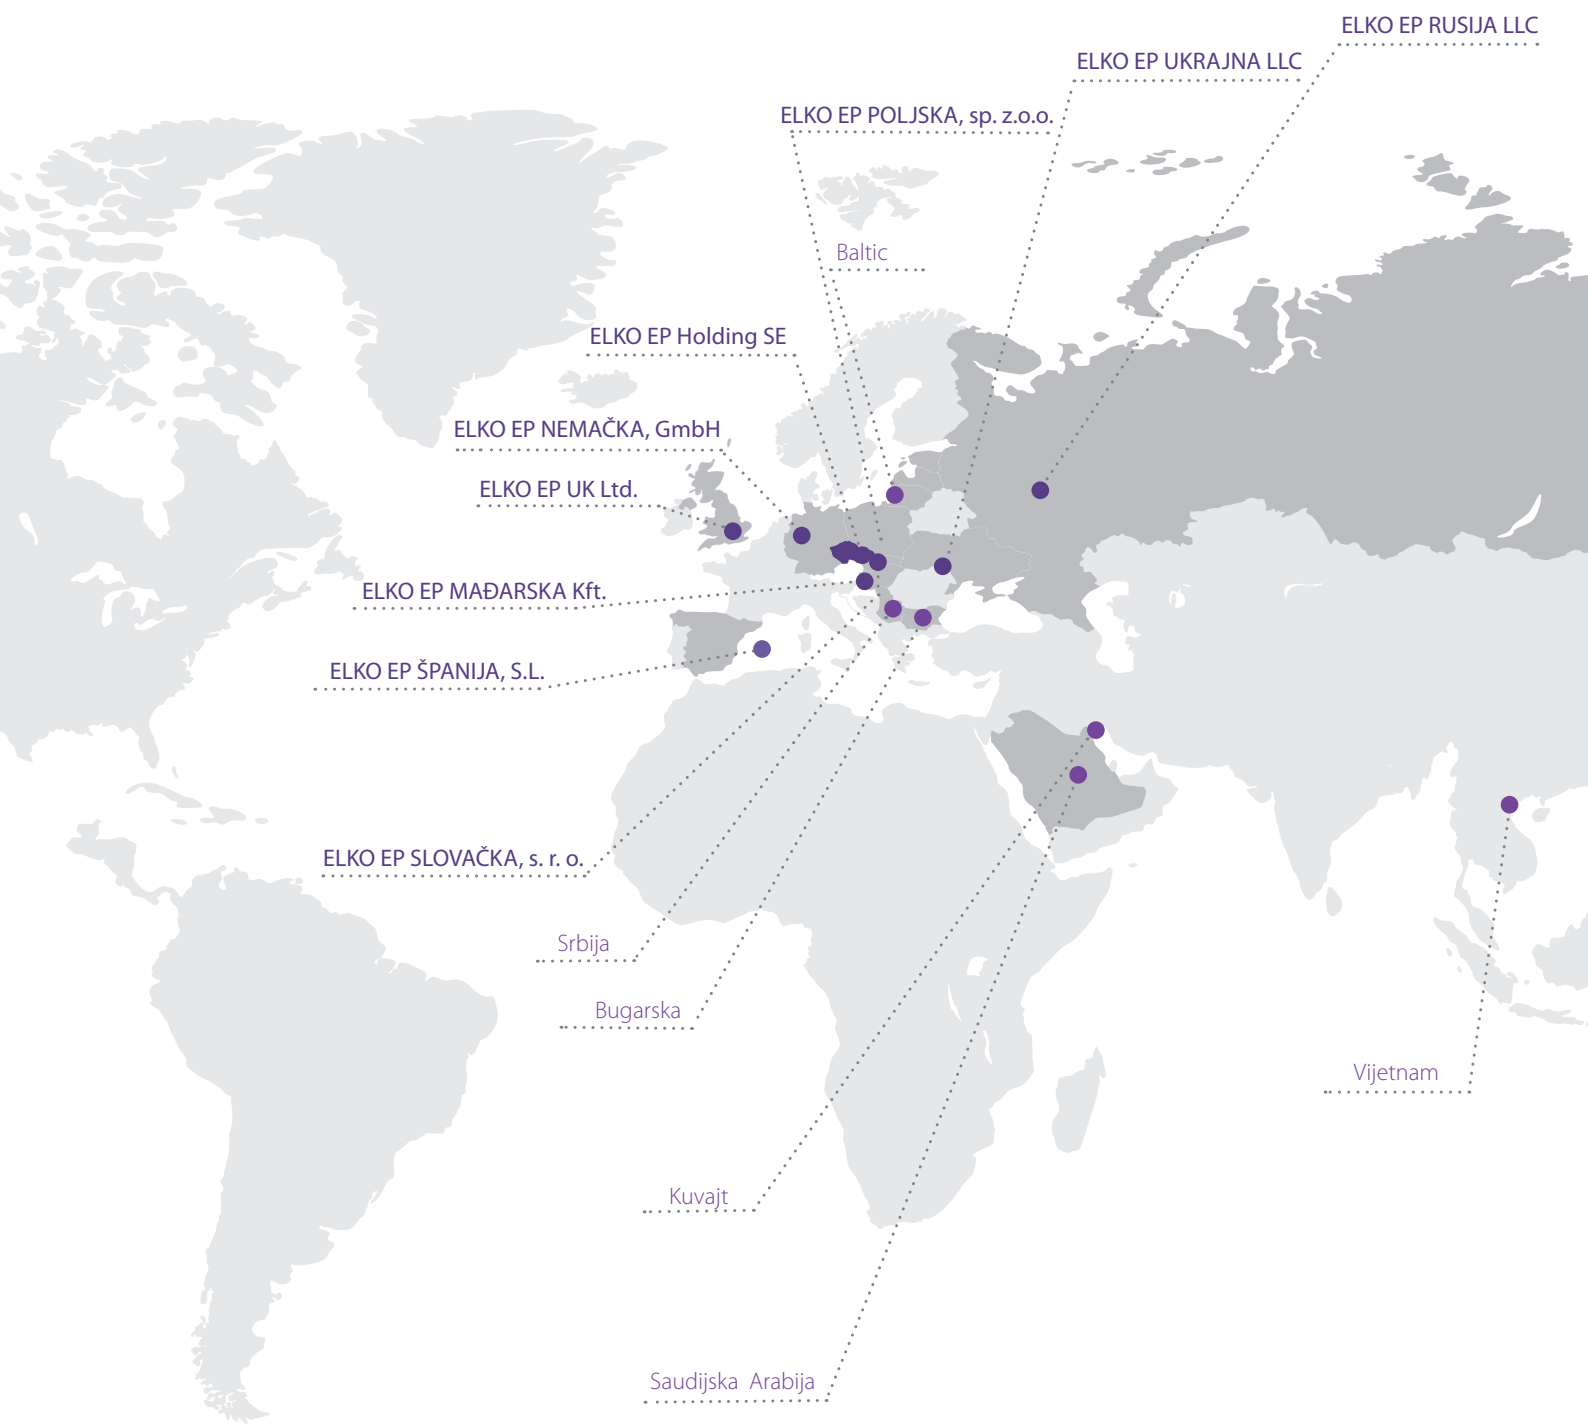 ELKO EP RUSIJA LLC
ELKO EP UKRAJNA LLC
ELKO EP POLJSKA, sp. z.o.o.
Baltic
ELKO EP Holding SE
ELKO EP NEMAČKA, GmbH
ELKO EP UK Ltd.
ELKO EP MAĐARSKA Kft.
ELKO EP ŠPANIJA, S.L.
ELKO EP SLOVAČKA, s. r. o.
Srbija
Bugarska
Vijetnam
Kuvajt
Saudijska Arabija